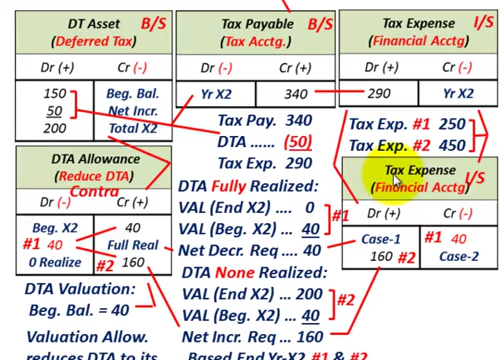 DT Asset B/S
(Deferred Tax)
Dr (+) Cr (-)
150 Beg. Bal.
50 Net Incr.
200 Total X2
Tax Payable B/S
(Tax Acctg.)
Dr (-) Cr (+)
Yr X2 340
Tax Expense I/S
(Financial Acctg)
Dr (+) Cr (-)
290 Yr X2
Tax Pay. 340
DTA ...... (50)
Tax Exp. 290
Tax Exp. #1 250
Tax Exp. #2 450
DTA Allowance
(Reduce DTA)
Contra
Dr (-) Cr (+)
Beg. X2 40
#1 40 Full Real
0 Realize #2 160
DTA Fully Realized:
VAL (End X2) .... 0
VAL (Beg. X2) ... 40 #1
Net Decr. Req .... 40
DTA None Realized:
VAL (End X2) ... 200
VAL (Beg. X2) ... 40 #2
Net Incr. Req ... 160
Based End Yr-X2 #1 & #2
Tax Expense I/S
(Financial Acctg)
Dr (+) Cr (-)
Case-1 #1 40
160 #2 Case-2
DTA Valuation:
Beg. Bal. = 40
Valuation Allow.
reduces DTA to its